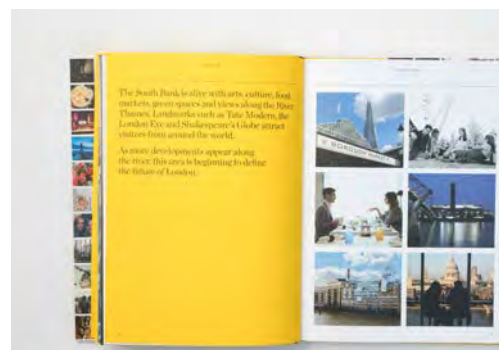 The South Bank is alive with arts, culture, food
markets, green spaces and views along the River
Thames. Landmarks such as Tate Modern, the
London Eye and Shakespeare's Globe attract
visitors from around the world.
As more developments appear along
the river, this area is beginning to define
the future of London.
BOROUGH MARKET